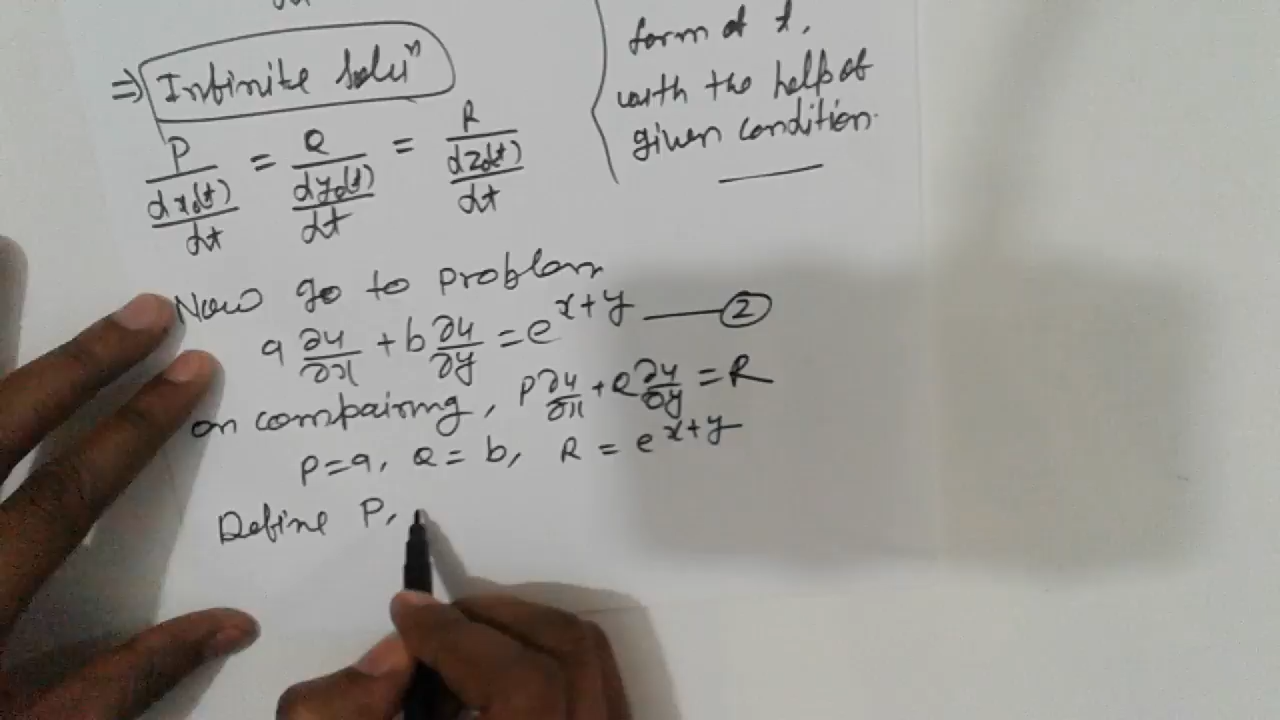 ⇒ Infinite Soluⁿ
P/(dx₀(t)/dt) = Q/(dy₀(t)/dt) = R/(dz₀(t)/dt)
form of t,
with the help of
given condition.
Now go to problem
a ∂u/∂x + b ∂u/∂y = e^(x+y) —— ②
on compairing, P ∂u/∂x + Q ∂u/∂y = R
P = a, Q = b, R = e^(x+y)
Define P,